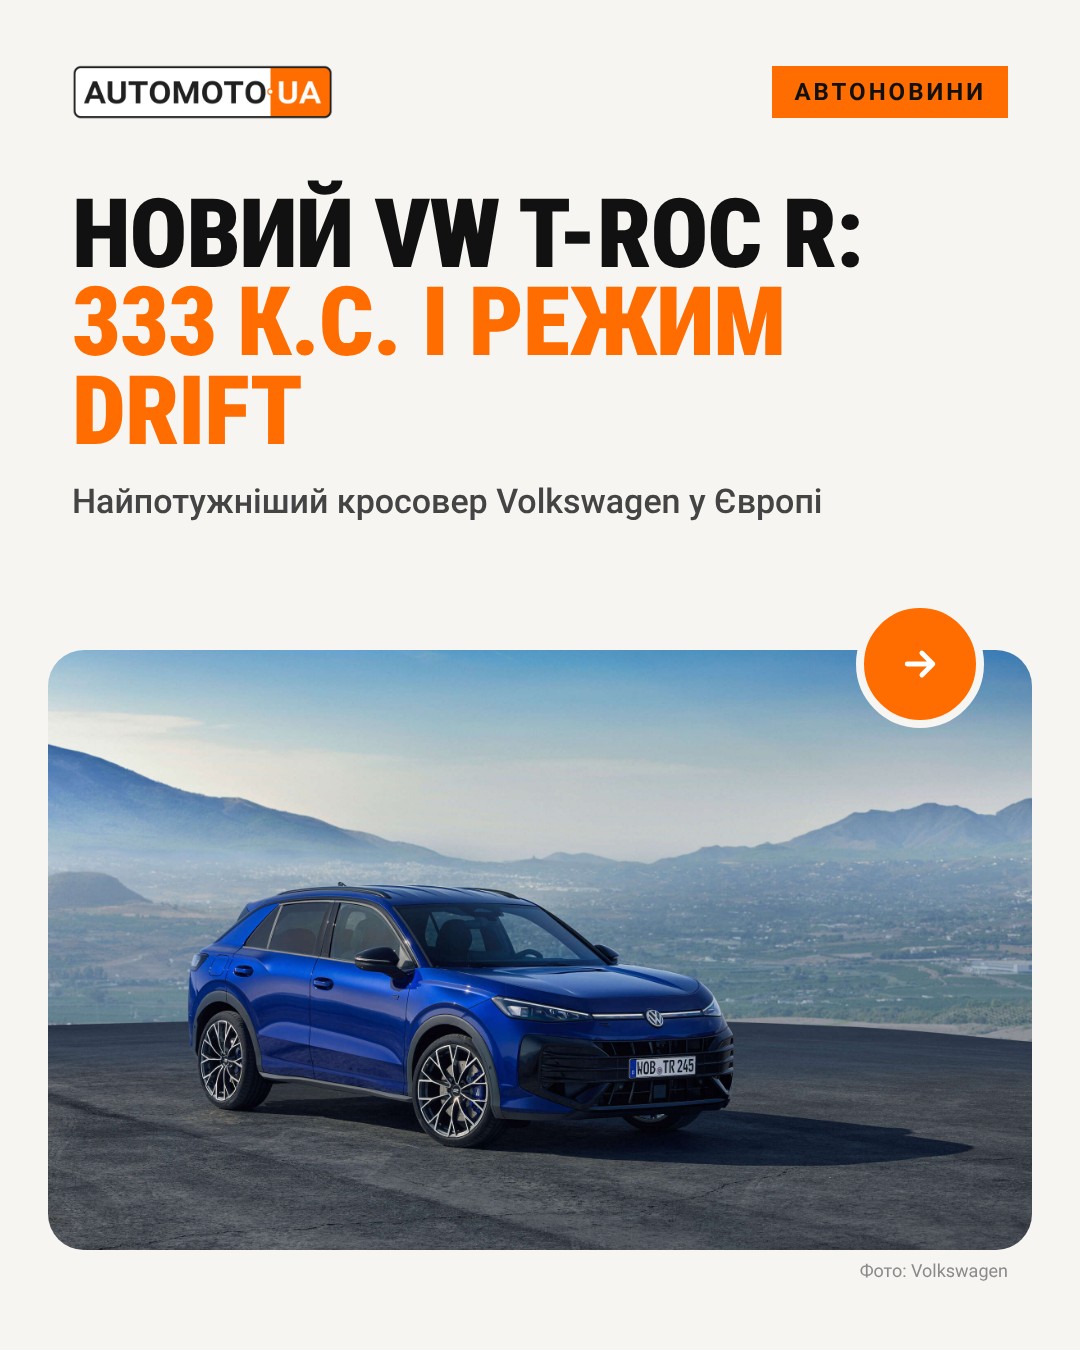 AUTOMOTO UA
АВТОНОВИНИ
НОВИЙ VW T-ROC R:
333 К.С. І РЕЖИМ
DRIFT
Найпотужніший кросовер Volkswagen у Європі
WOB TR 245
Фото: Volkswagen